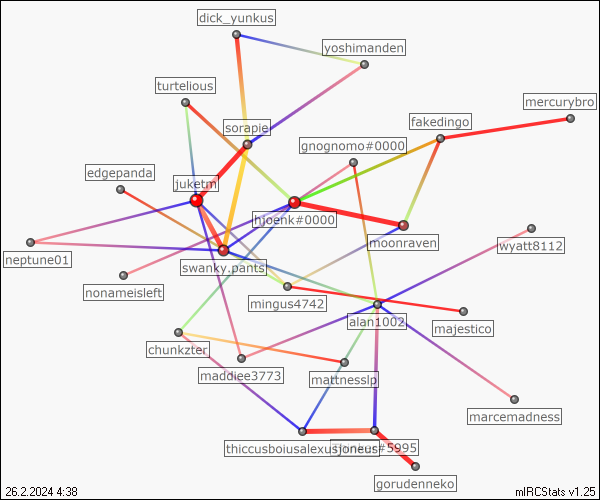 dick_yunkus
yoshimanden
turtelious
mercurybro
fakedingo
sorapie
gnognomo#0000
edgepanda
juketm
hjoenk#0000
moonraven
wyatt8112
neptune01
swanky.pants
nonameisleft
mingus4742
alan1002
majestico
chunkzter
maddiee3773
mattnesslp
marcemadness
thiccusboiusalexusjoneus#5995
gorudenneko
26.2.2024 4:38
mIRCStats v1.25